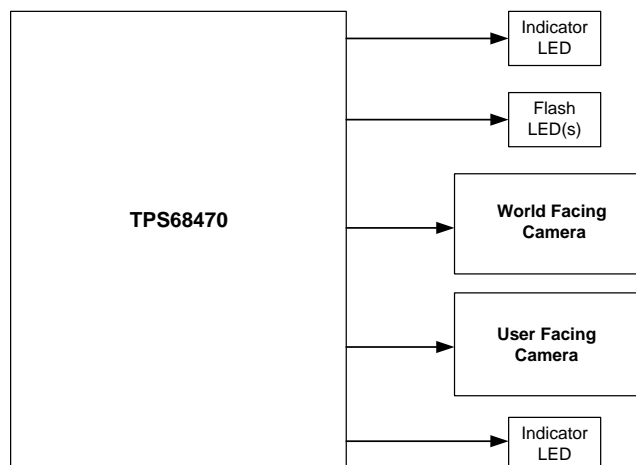 Indicator
LED
Flash
LED(s)
TPS68470
World Facing
Camera
User Facing
Camera
Indicator
LED